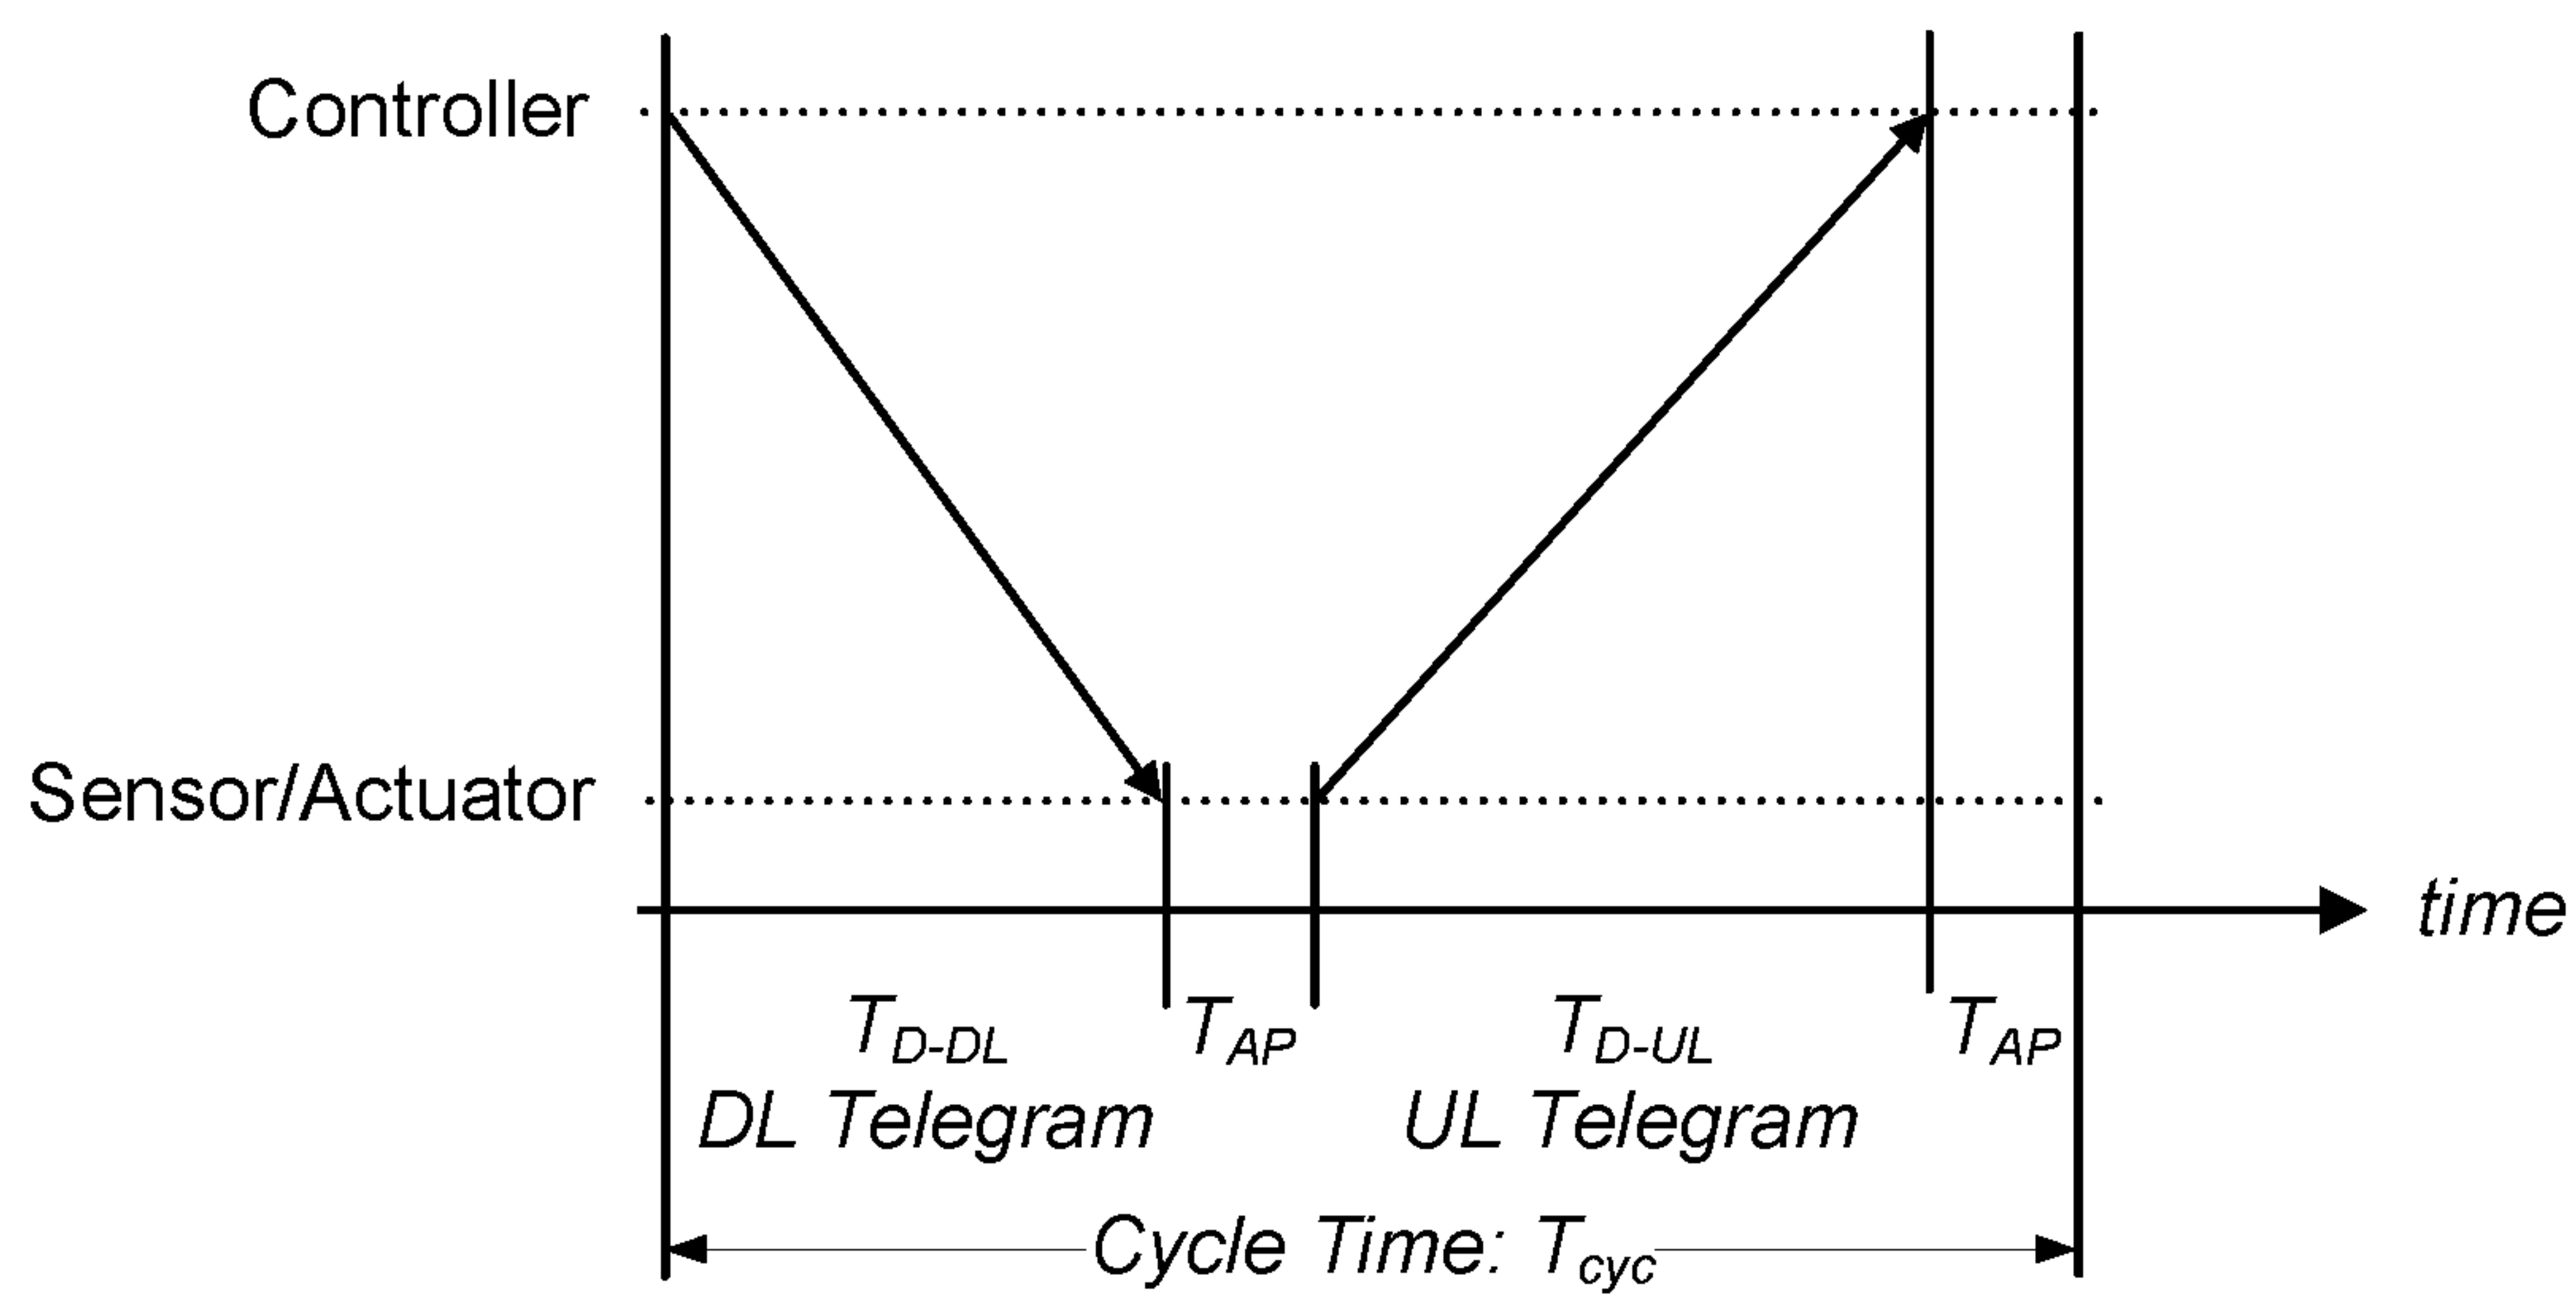 Controller
Sensor/Actuator
time
T_D-DL T_AP T_D-UL T_AP
DL Telegram UL Telegram
Cycle Time: T_cyc